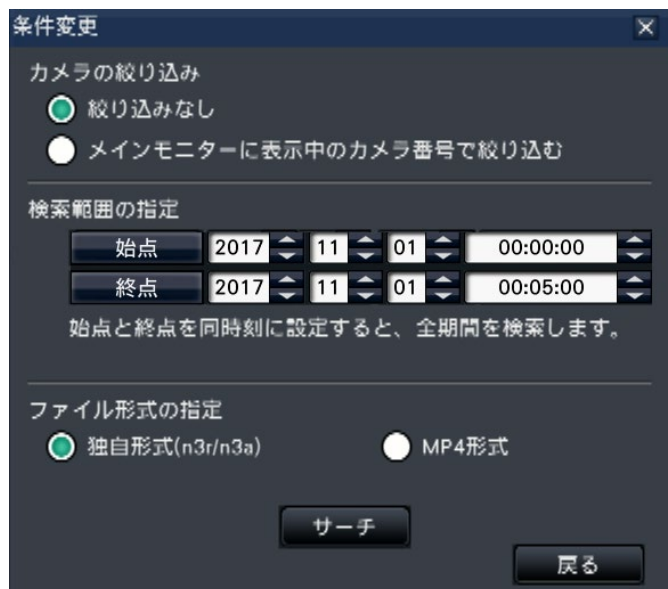 条件変更
カメラの絞り込み
絞り込みなし
メインモニターに表示中のカメラ番号で絞り込む
検索範囲の指定
始点 2017 11 01 00:00:00
終点 2017 11 01 00:05:00
始点と終点を同時刻に設定すると、全期間を検索します。
ファイル形式の指定
独自形式(n3r/n3a) MP4形式
サーチ
戻る